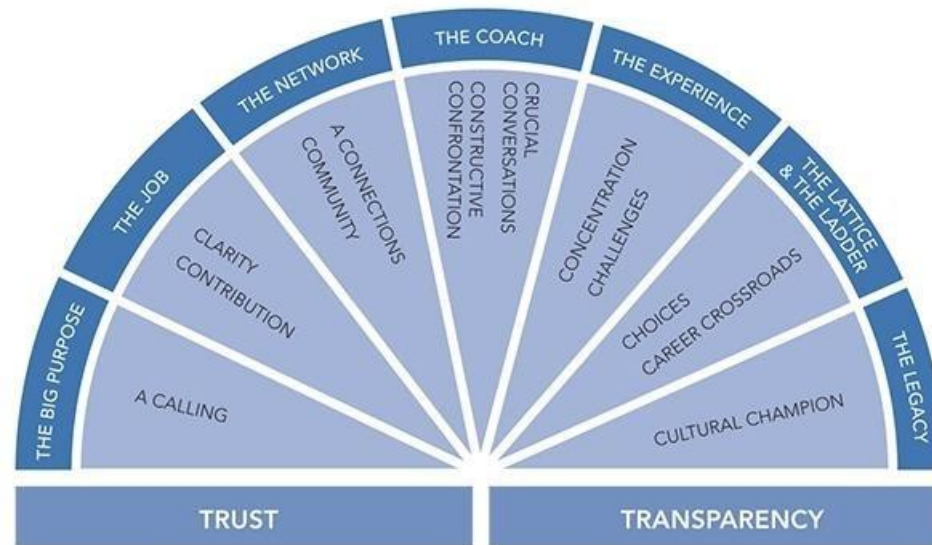 THE BIG PURPOSE
A CALLING
THE JOB
CLARITY
CONTRIBUTION
THE NETWORK
A CONNECTIONS
COMMUNITY
THE COACH
CRUCIAL
CONVERSATIONS
CONSTRUCTIVE
CONFRONTATION
THE EXPERIENCE
CONCENTRATION
CHALLENGES
THE LATTICE
& THE LADDER
CHOICES
CAREER CROSSROADS
THE LEGACY
CULTURAL CHAMPION
TRUST
TRANSPARENCY